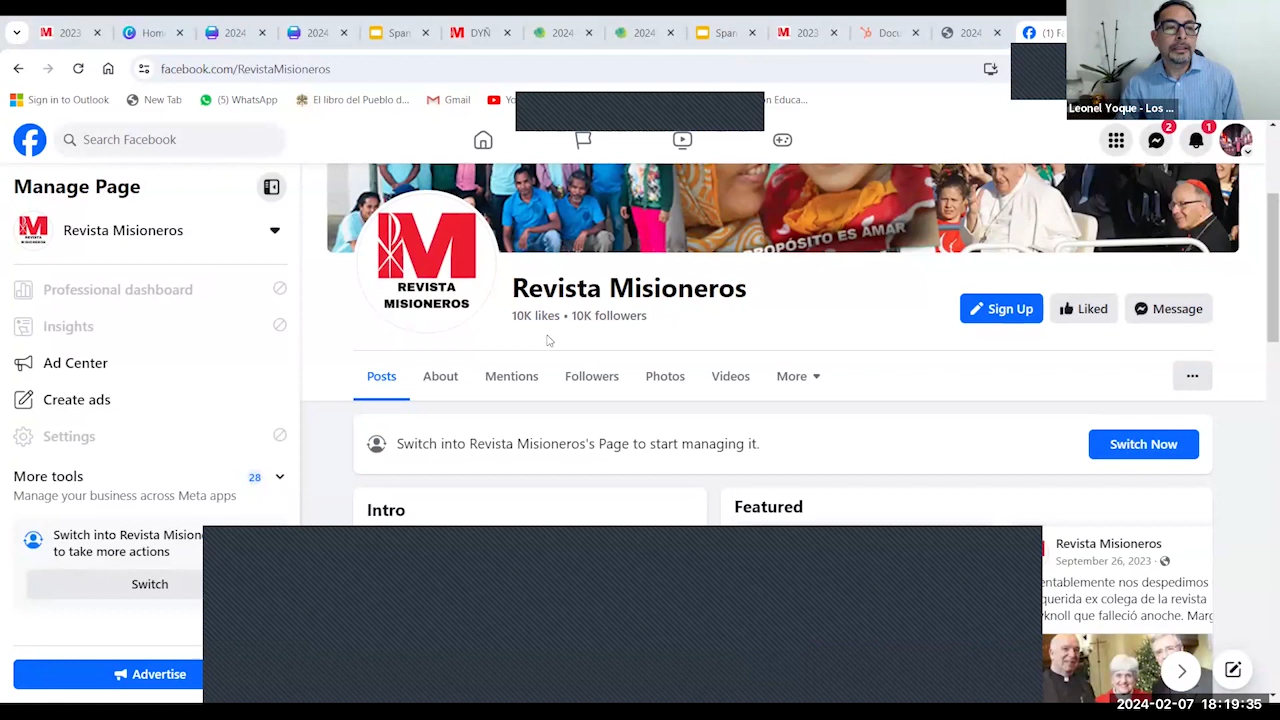 2023
Hom
2024
2024
Span
DYÑ
2024
2024
Span
2023
Docu
2024
facebook.com/RevistaMisioneros
Sign in to Outlook
New Tab
(5) WhatsApp
El libro del Pueblo d...
Gmail
Leonel Yoque - Los ...
Search Facebook
2
1
Manage Page
Revista Misioneros
Professional dashboard
Insights
Ad Center
Create ads
Settings
More tools
28
Manage your business across Meta apps
Switch into Revista Mision
to take more actions
Switch
Advertise
PROPÓSITO ES AMAR
M
REVISTA
MISIONEROS
Revista Misioneros
10K likes • 10K followers
Sign Up
Liked
Message
Posts
About
Mentions
Followers
Photos
Videos
More
Switch into Revista Misioneros's Page to start managing it.
Switch Now
Intro
Featured
Revista Misioneros
September 26, 2023
entablemente nos despedimos
querida ex colega de la revista
knoll que falleció anoche. Marg
2024-02-07 18:19:35